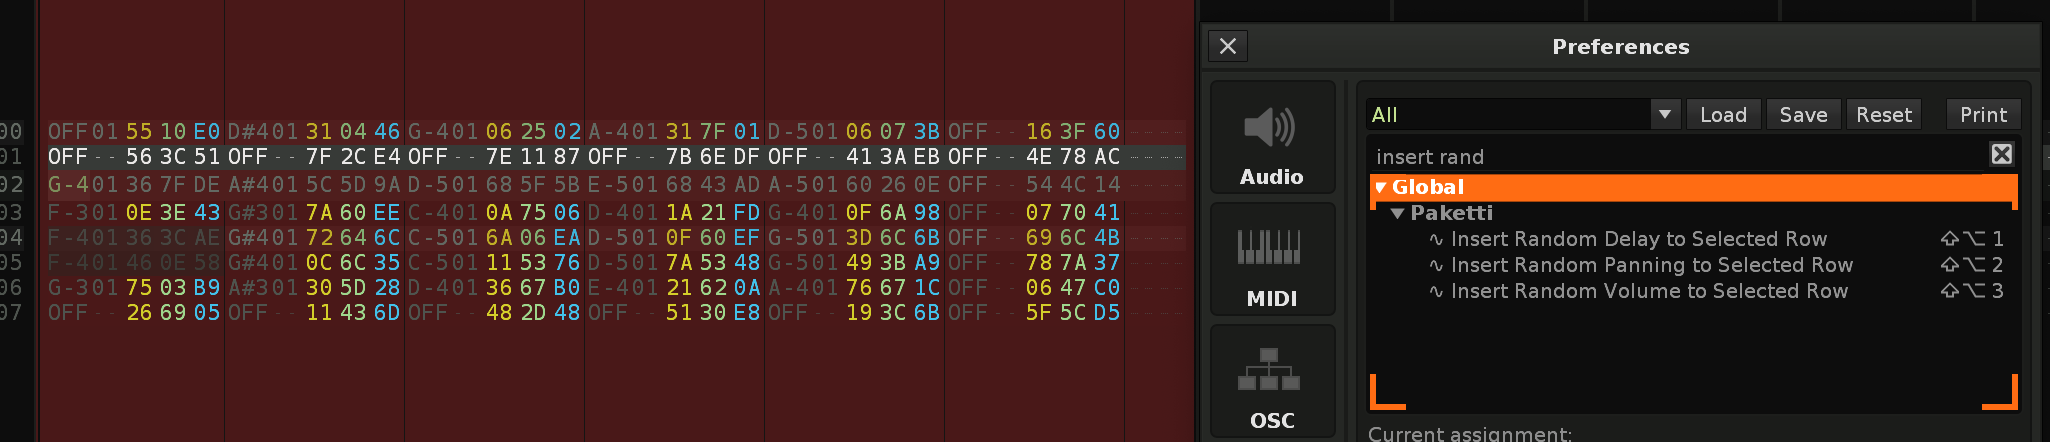 00 OFF01 55 10 E0 D#401 31 04 46 G-401 06 25 02 A-401 31 7F 01 D-501 06 07 3B OFF -- 16 3F 60
01 OFF -- 56 3C 51 OFF -- 7F 2C E4 OFF -- 7E 11 87 OFF -- 7B 6E DF OFF -- 41 3A EB OFF -- 4E 78 AC
02 G-401 36 7F DE A#401 5C 5D 9A D-501 68 5F 5B E-501 68 43 AD A-501 60 26 0E OFF -- 54 4C 14
03 F-301 0E 3E 43 G#301 7A 60 EE C-401 0A 75 06 D-401 1A 21 FD G-401 0F 6A 98 OFF -- 07 70 41
04 F-401 36 3C AE G#401 72 64 6C C-501 6A 06 EA D-501 0F 60 EF G-501 3D 6C 6B OFF -- 69 6C 4B
05 F-401 46 0E 58 G#401 0C 6C 35 C-501 11 53 76 D-501 7A 53 48 G-501 49 3B A9 OFF -- 78 7A 37
06 G-301 75 03 B9 A#301 30 5D 28 D-401 36 67 B0 E-401 21 62 0A A-401 76 67 1C OFF -- 06 47 C0
07 OFF -- 26 69 05 OFF -- 11 43 6D OFF -- 48 2D 48 OFF -- 51 30 E8 OFF -- 19 3C 6B OFF -- 5F 5C D5
Preferences
Audio
MIDI
OSC
All Load Save Reset Print
insert rand
Global
Paketti
Insert Random Delay to Selected Row ⇧⌥ 1
Insert Random Panning to Selected Row ⇧⌥ 2
Insert Random Volume to Selected Row ⇧⌥ 3
Current assignment: